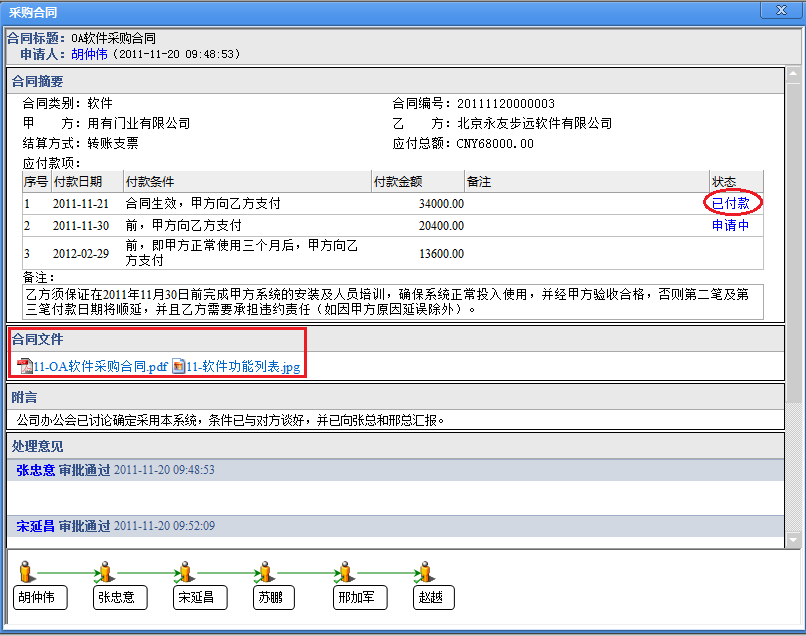 采购合同
合同标题：OA软件采购合同
申请人：胡仲伟（2011-11-20 09:48:53）
合同摘要
合同类别：软件 合同编号：20111120000003
甲 方：用有门业有限公司 乙 方：北京永友步远软件有限公司
结算方式：转账支票 应付总额：CNY68000.00
应付款项：
序号 付款日期 付款条件 付款金额 备注 状态
1 2011-11-21 合同生效，甲方向乙方支付 34000.00 已付款
2 2011-11-30 前，甲方向乙方支付 20400.00 申请中
3 2012-02-29 前，即甲方正常使用三个月后，甲方向乙方支付 13600.00
备注：
乙方须保证在2011年11月30日前完成甲方系统的安装及人员培训，确保系统正常投入使用，并经甲方验收合格，否则第二笔及第
三笔付款日期将顺延，并且乙方需要承担违约责任（如因甲方原因延误除外）。
合同文件
11-OA软件采购合同.pdf 11-软件功能列表.jpg
附言
公司办公会已讨论确定采用本系统，条件已与对方谈好，并已向张总和邢总汇报。
处理意见
张忠意 审批通过 2011-11-20 09:48:53
宋延昌 审批通过 2011-11-20 09:52:09
胡仲伟 张忠意 宋延昌 苏鹏 邢加军 赵越